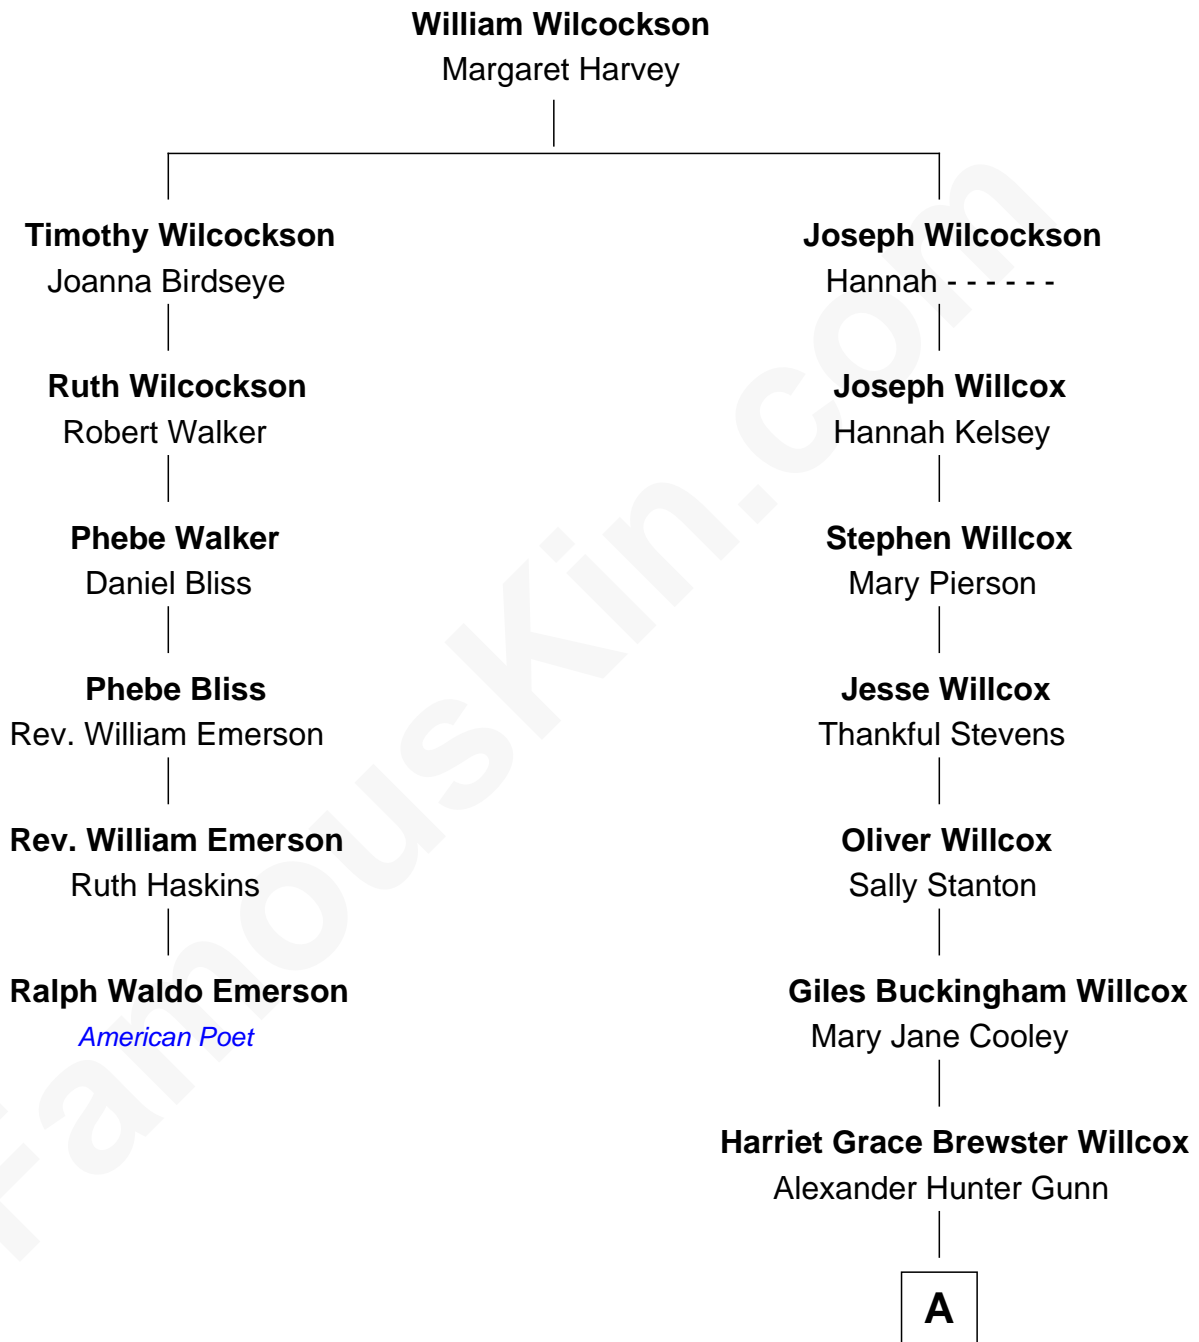 William Wilcockson
Margaret Harvey
Timothy Wilcockson
Joanna Birdseye
Joseph Wilcockson
Hannah - - - - - -
Ruth Wilcockson
Robert Walker
Joseph Willcox
Hannah Kelsey
Phebe Walker
Daniel Bliss
Stephen Willcox
Mary Pierson
Phebe Bliss
Rev. William Emerson
Jesse Willcox
Thankful Stevens
Rev. William Emerson
Ruth Haskins
Oliver Willcox
Sally Stanton
Ralph Waldo Emerson
American Poet
Giles Buckingham Willcox
Mary Jane Cooley
Harriet Grace Brewster Willcox
Alexander Hunter Gunn
A
FamousKin.com